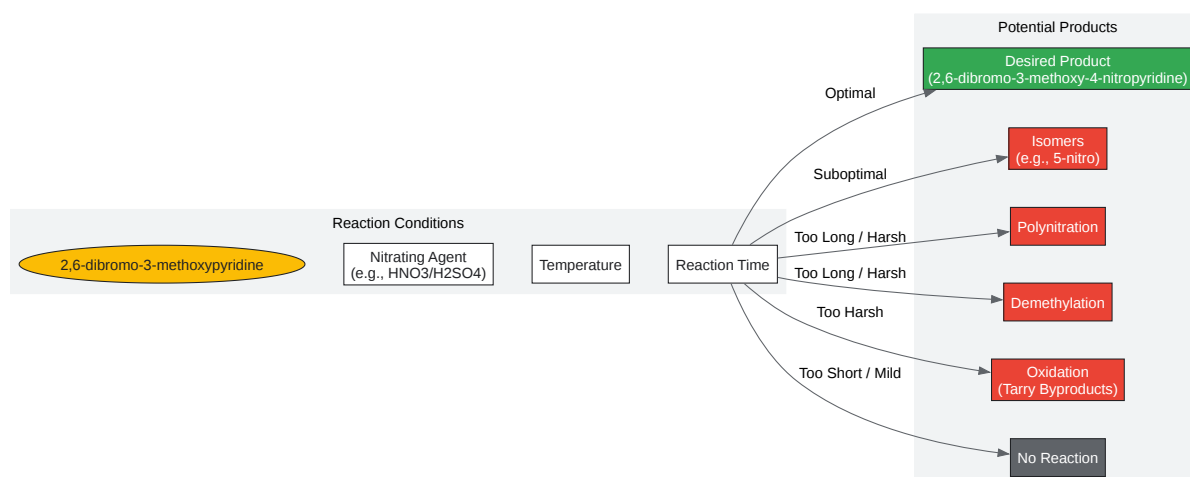 Potential Products
Desired Product
(2,6-dibromo-3-methoxy-4-nitropyridine)
Optimal
Isomers
(e.g., 5-nitro)
Suboptimal
Reaction Conditions
2,6-dibromo-3-methoxypyridine
Nitrating Agent
(e.g., HNO3/H2SO4)
Temperature
Reaction Time
Too Long / Harsh
Polynitration
Too Long / Harsh
Demethylation
Too Harsh
Oxidation
(Tarry Byproducts)
Too Short / Mild
No Reaction